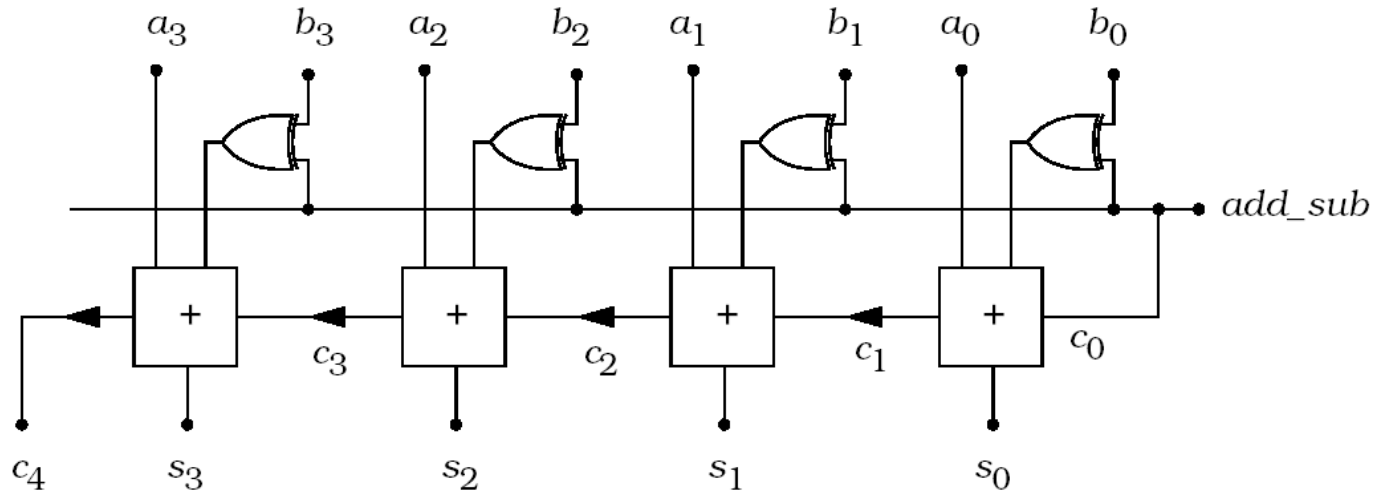 a3 b3 a2 b2 a1 b1 a0 b0
add_sub
+ + + +
c3 c2 c1 c0
c4 s3 s2 s1 s0